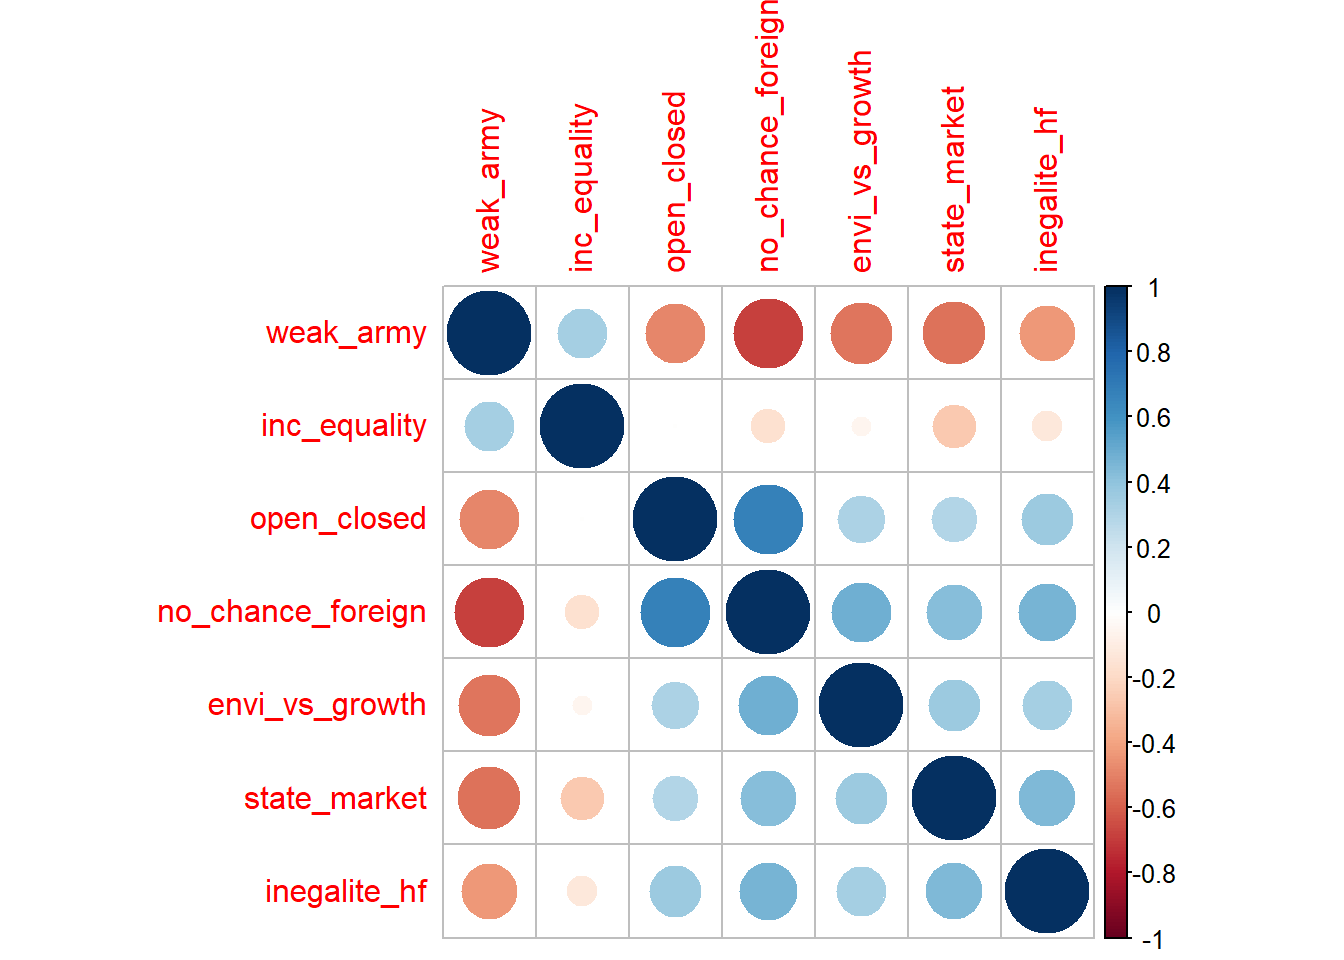 weak_army
inc_equality
open_closed
no_chance_foreign
envi_vs_growth
state_market
inegalite_hf
weak_army
inc_equality
open_closed
no_chance_foreign
envi_vs_growth
state_market
inegalite_hf
1
0.8
0.6
0.4
0.2
0
-0.2
-0.4
-0.6
-0.8
-1